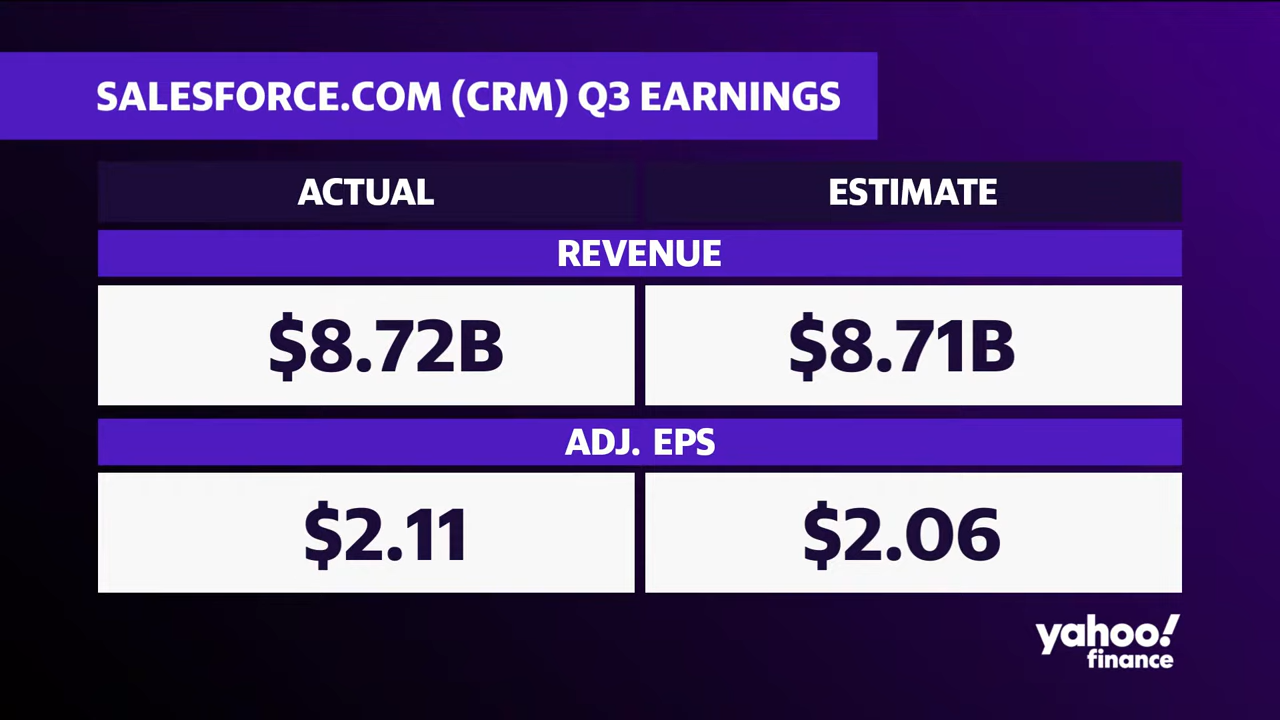 SALESFORCE.COM (CRM) Q3 EARNINGS
ACTUAL ESTIMATE
REVENUE
$8.72B $8.71B
ADJ. EPS
$2.11 $2.06
yahoo!
finance